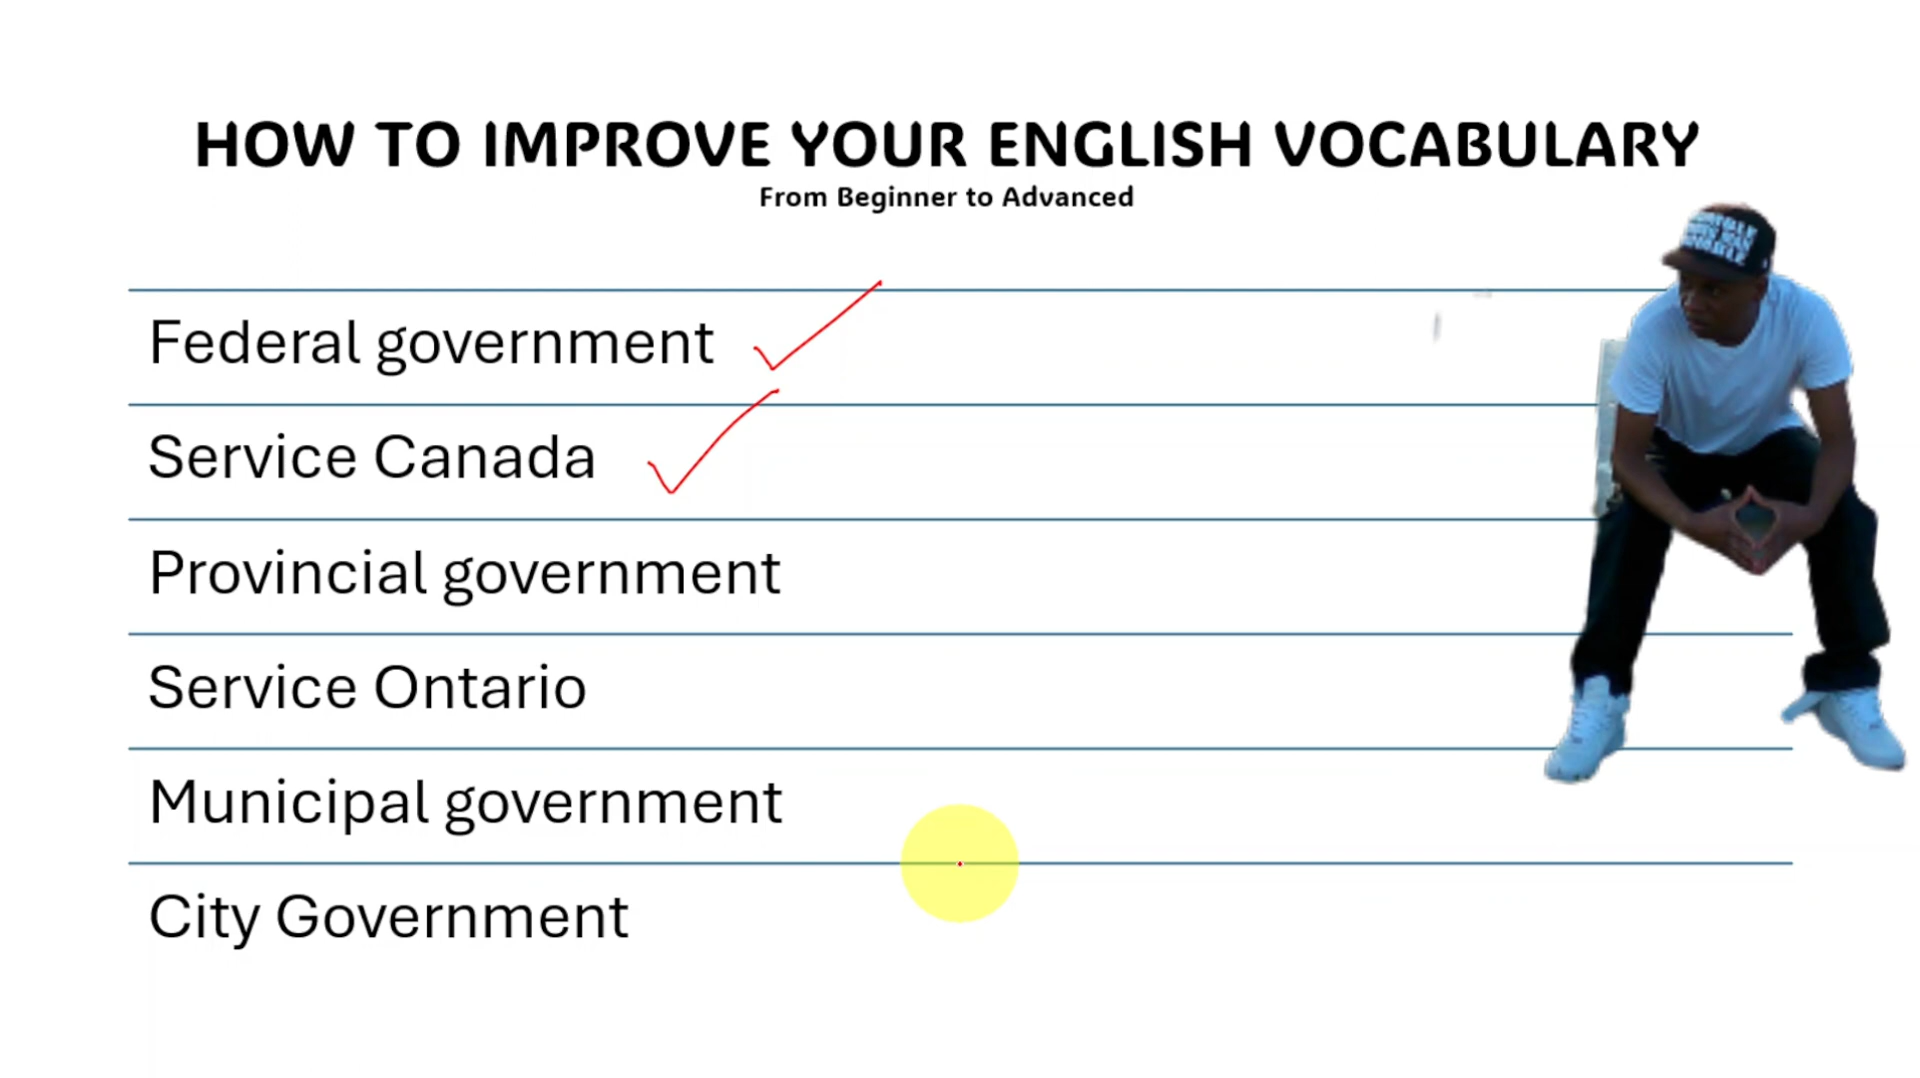 HOW TO IMPROVE YOUR ENGLISH VOCABULARY
From Beginner to Advanced
Federal government
Service Canada
Provincial government
Service Ontario
Municipal government
City Government